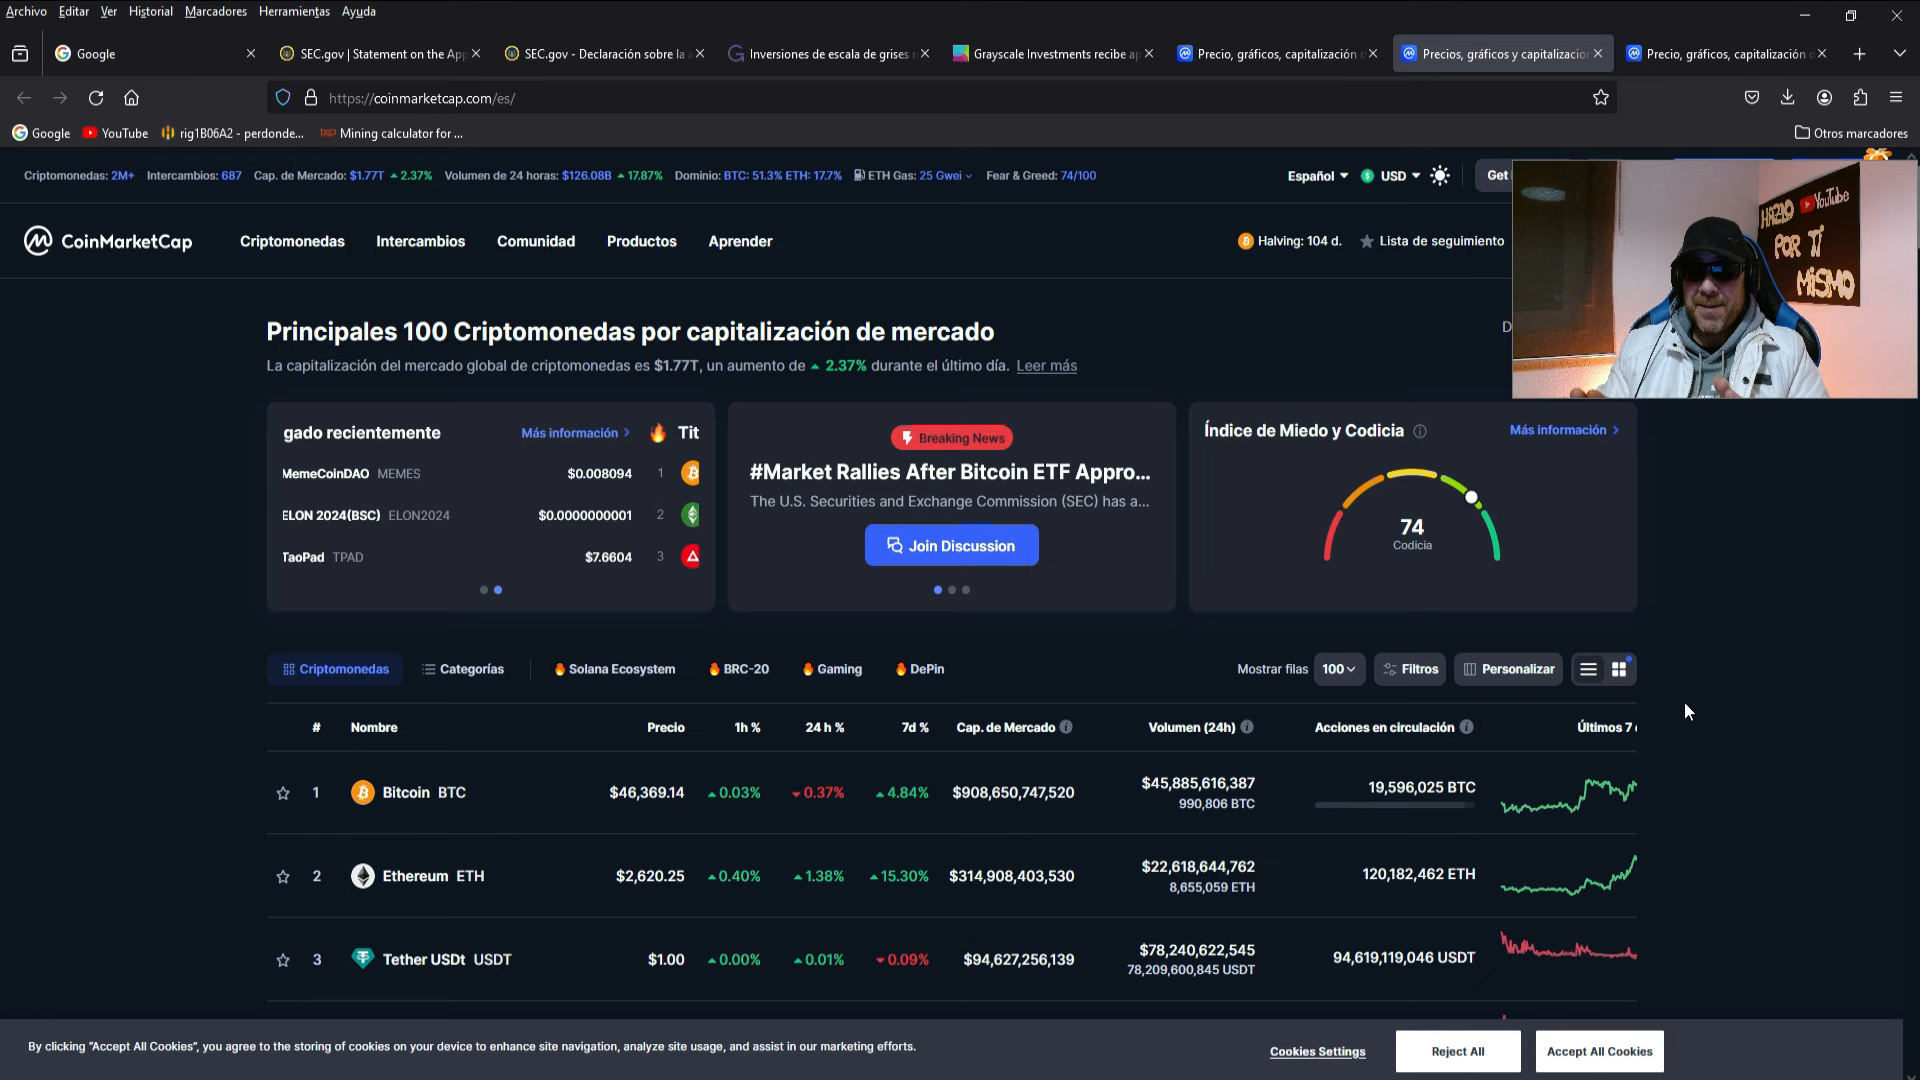 Archivo Editar Ver Historial Marcadores Herramientas Ayuda
Google
SEC.gov | Statement on the App
SEC.gov - Declaración sobre la a
Inversiones de escala de grises r
Grayscale Investments recibe ap
Precio, gráficos, capitalización d
Precios, gráficos y capitalizacion
Precio, gráficos, capitalización d
https://coinmarketcap.com/es/
Google YouTube rig1B06A2 - perdonde... Mining calculator for ... Otros marcadores
Criptomonedas: 2M+ Intercambios: 687 Cap. de Mercado: $1.77T 2.37% Volumen de 24 horas: $126.08B 17.87% Dominio: BTC: 51.3% ETH: 17.7% ETH Gas: 25 Gwei Fear & Greed: 74/100 Español USD Get
CoinMarketCap Criptomonedas Intercambios Comunidad Productos Aprender Halving: 104 d. Lista de seguimiento
HAZLO YouTube
POR TÍ
MISMO
Principales 100 Criptomonedas por capitalización de mercado
D
La capitalización del mercado global de criptomonedas es $1.77T, un aumento de 2.37% durante el último día. Leer más
gado recientemente Más información > Tit
MemeCoinDAO MEMES $0.008094 1
ELON 2024(BSC) ELON2024 $0.0000000001 2
TaoPad TPAD $7.6604 3
Breaking News
#Market Rallies After Bitcoin ETF Appro...
The U.S. Securities and Exchange Commission (SEC) has a...
Join Discussion
Índice de Miedo y Codicia Más información >
74
Codicia
Criptomonedas Categorías Solana Ecosystem BRC-20 Gaming DePin Mostrar filas 100 Filtros Personalizar
# Nombre Precio 1h % 24 h % 7d % Cap. de Mercado Volumen (24h) Acciones en circulación Últimos 7 d
1 Bitcoin BTC $46,369.14 0.03% 0.37% 4.84% $908,650,747,520 $45,885,616,387 19,596,025 BTC
990,806 BTC
2 Ethereum ETH $2,620.25 0.40% 1.38% 15.30% $314,908,403,530 $22,618,644,762 120,182,462 ETH
8,655,059 ETH
3 Tether USDt USDT $1.00 0.00% 0.01% 0.09% $94,627,256,139 $78,240,622,545 94,619,119,046 USDT
78,209,600,845 USDT
By clicking “Accept All Cookies”, you agree to the storing of cookies on your device to enhance site navigation, analyze site usage, and assist in our marketing efforts. Cookies Settings Reject All Accept All Cookies